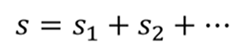 s = s₁ + s₂ + ⋯